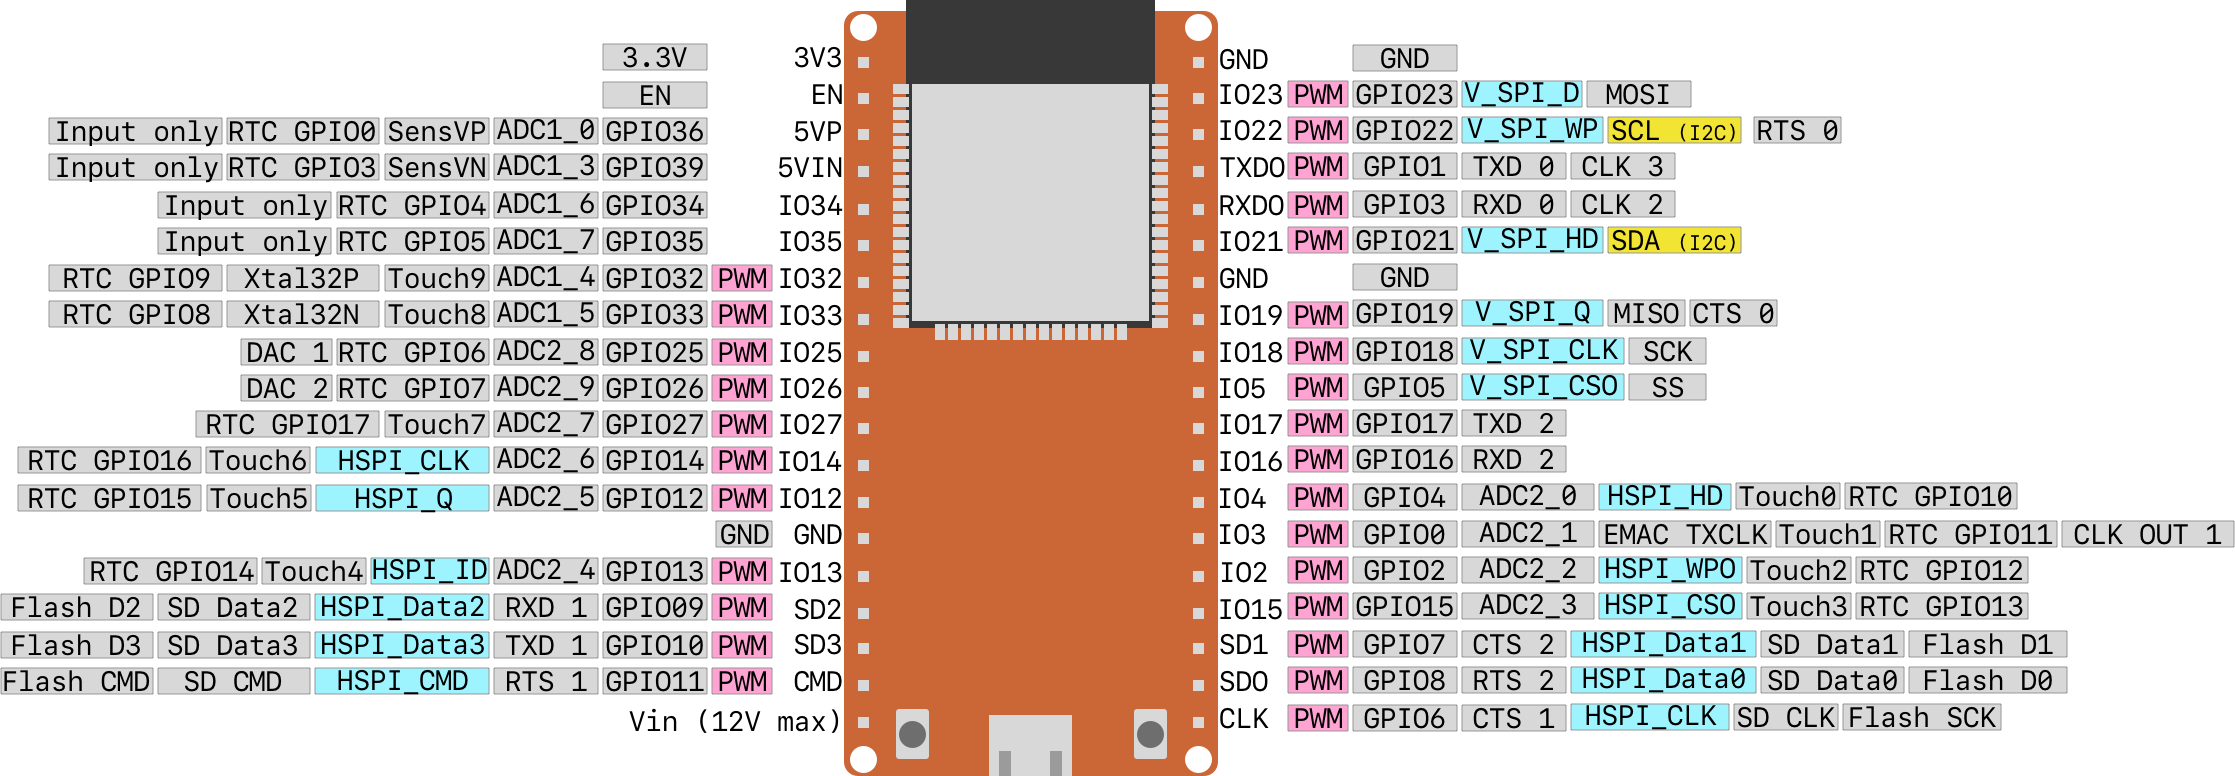 3.3V 3V3 GND GND
EN EN IO23 PWM GPIO23 V_SPI_D MOSI
Input only RTC GPIO0 SensVP ADC1_0 GPIO36 5VP IO22 PWM GPIO22 V_SPI_WP SCL (I2C) RTS 0
Input only RTC GPIO3 SensVN ADC1_3 GPIO39 5VIN TXDO PWM GPIO1 TXD 0 CLK 3
Input only RTC GPIO4 ADC1_6 GPIO34 IO34 RXDO PWM GPIO3 RXD 0 CLK 2
Input only RTC GPIO5 ADC1_7 GPIO35 IO35 IO21 PWM GPIO21 V_SPI_HD SDA (I2C)
RTC GPIO9 Xtal32P Touch9 ADC1_4 GPIO32 PWM IO32 GND GND
RTC GPIO8 Xtal32N Touch8 ADC1_5 GPIO33 PWM IO33 IO19 PWM GPIO19 V_SPI_Q MISO CTS 0
DAC 1 RTC GPIO6 ADC2_8 GPIO25 PWM IO25 IO18 PWM GPIO18 V_SPI_CLK SCK
DAC 2 RTC GPIO7 ADC2_9 GPIO26 PWM IO26 IO5 PWM GPIO5 V_SPI_CSO SS
RTC GPIO17 Touch7 ADC2_7 GPIO27 PWM IO27 IO17 PWM GPIO17 TXD 2
RTC GPIO16 Touch6 HSPI_CLK ADC2_6 GPIO14 PWM IO14 IO16 PWM GPIO16 RXD 2
RTC GPIO15 Touch5 HSPI_Q ADC2_5 GPIO12 PWM IO12 IO4 PWM GPIO4 ADC2_0 HSPI_HD Touch0 RTC GPIO10
GND GND IO3 PWM GPIO0 ADC2_1 EMAC TXCLK Touch1 RTC GPIO11 CLK OUT 1
RTC GPIO14 Touch4 HSPI_ID ADC2_4 GPIO13 PWM IO13 IO2 PWM GPIO2 ADC2_2 HSPI_WPO Touch2 RTC GPIO12
Flash D2 SD Data2 HSPI_Data2 RXD 1 GPIO09 PWM SD2 IO15 PWM GPIO15 ADC2_3 HSPI_CSO Touch3 RTC GPIO13
Flash D3 SD Data3 HSPI_Data3 TXD 1 GPIO10 PWM SD3 SD1 PWM GPIO7 CTS 2 HSPI_Data1 SD Data1 Flash D1
Flash CMD SD CMD HSPI_CMD RTS 1 GPIO11 PWM CMD SDO PWM GPIO8 RTS 2 HSPI_Data0 SD Data0 Flash D0
Vin (12V max) CLK PWM GPIO6 CTS 1 HSPI_CLK SD CLK Flash SCK